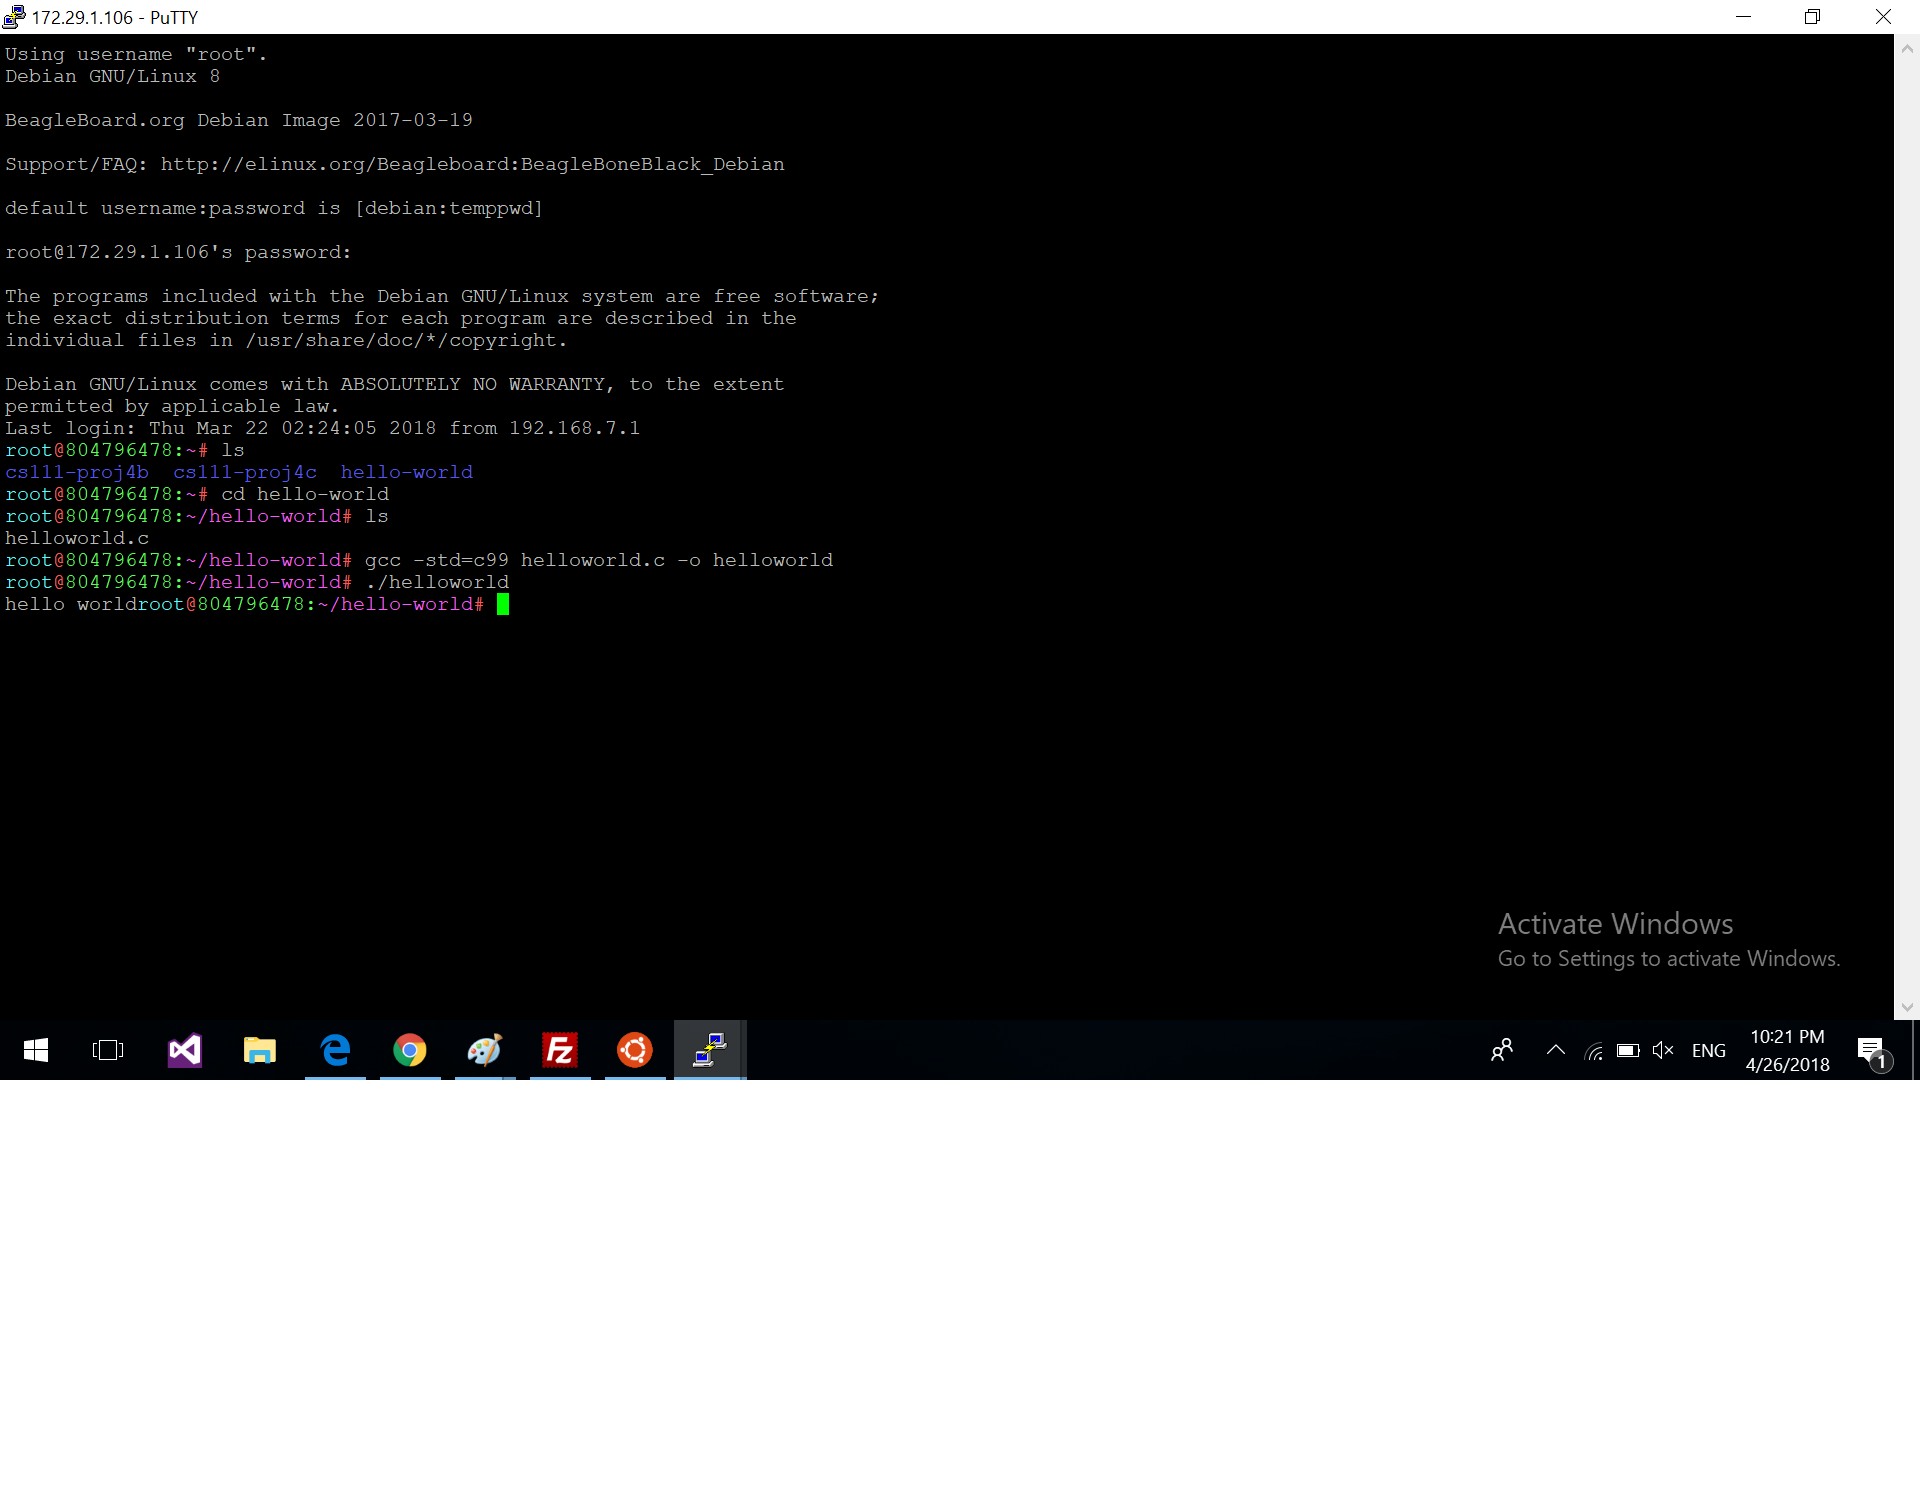 172.29.1.106 - PuTTY
Using username "root".
Debian GNU/Linux 8
BeagleBoard.org Debian Image 2017-03-19
Support/FAQ: http://elinux.org/Beagleboard:BeagleBoneBlack_Debian
default username:password is [debian:temppwd]
root@172.29.1.106's password:
The programs included with the Debian GNU/Linux system are free software;
the exact distribution terms for each program are described in the
individual files in /usr/share/doc/*/copyright.
Debian GNU/Linux comes with ABSOLUTELY NO WARRANTY, to the extent
permitted by applicable law.
Last login: Thu Mar 22 02:24:05 2018 from 192.168.7.1
root@804796478:~# ls
cs111-proj4b  cs111-proj4c  hello-world
root@804796478:~# cd hello-world
root@804796478:~/hello-world# ls
helloworld.c
root@804796478:~/hello-world# gcc -std=c99 helloworld.c -o helloworld
root@804796478:~/hello-world# ./helloworld
hello worldroot@804796478:~/hello-world#
Activate Windows
Go to Settings to activate Windows.
Fz
ENG
10:21 PM
4/26/2018
1